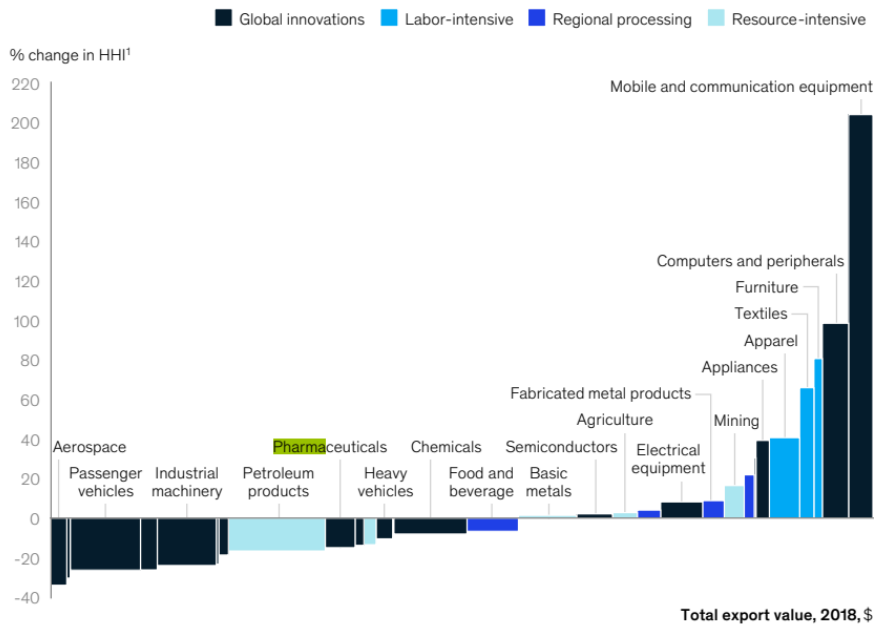 Global innovations Labor-intensive Regional processing Resource-intensive
% change in HHI¹
220
200
180
160
140
120
100
80
60
40
20
0
-20
-40
Mobile and communication equipment
Computers and peripherals
Furniture
Textiles
Apparel
Appliances
Fabricated metal products
Agriculture
Mining
Electrical
equipment
Aerospace
Passenger
vehicles
Industrial
machinery
Petroleum
products
Pharmaceuticals
Heavy
vehicles
Chemicals
Food and
beverage
Semiconductors
Basic
metals
Total export value, 2018, $